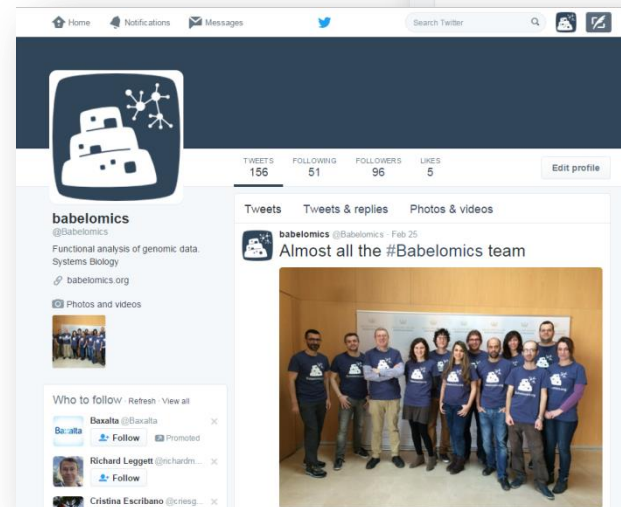 Home Notifications Messages Search Twitter
TWEETS FOLLOWING FOLLOWERS LIKES
156 51 96 5
Edit profile
babelomics
@Babelomics
Functional analysis of genomic data.
Systems Biology
babelomics.org
Photos and videos
Who to follow · Refresh · View all
Baxalta
Baxalta @Baxalta
Follow Promoted
Richard Leggett @richardm...
Follow
Cristina Escribano @criesg...
Tweets Tweets & replies Photos & videos
babelomics @Babelomics · Feb 25
Almost all the #Babelomics team